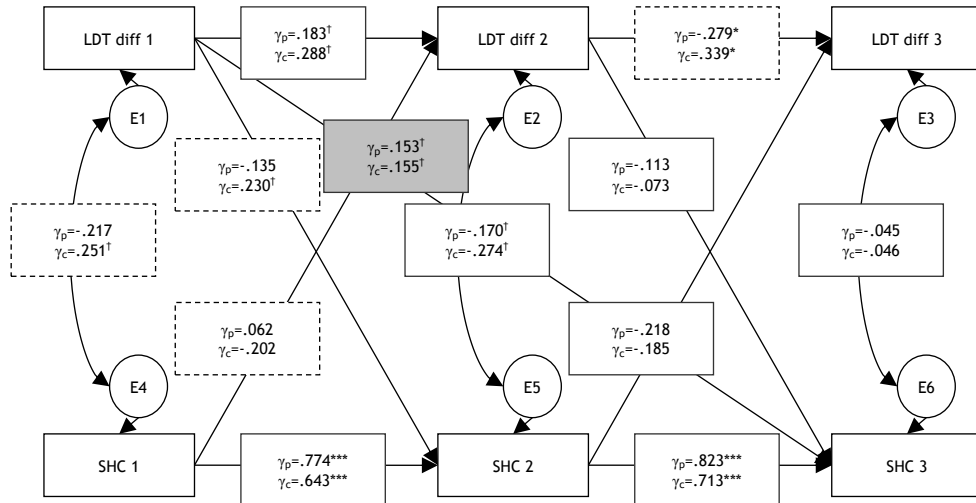 LDT diff 1
γp=.183†
γc=.288†
LDT diff 2
γp=-.279*
γc=.339*
LDT diff 3
E1
E2
E3
γp=-.135
γc=.230†
γp=.153†
γc=.155†
γp=-.113
γc=-.073
γp=-.217
γc=.251†
γp=-.170†
γc=-.274†
γp=-.045
γc=-.046
γp=.062
γc=-.202
γp=-.218
γc=-.185
E4
E5
E6
SHC 1
γp=.774***
γc=.643***
SHC 2
γp=.823***
γc=.713***
SHC 3